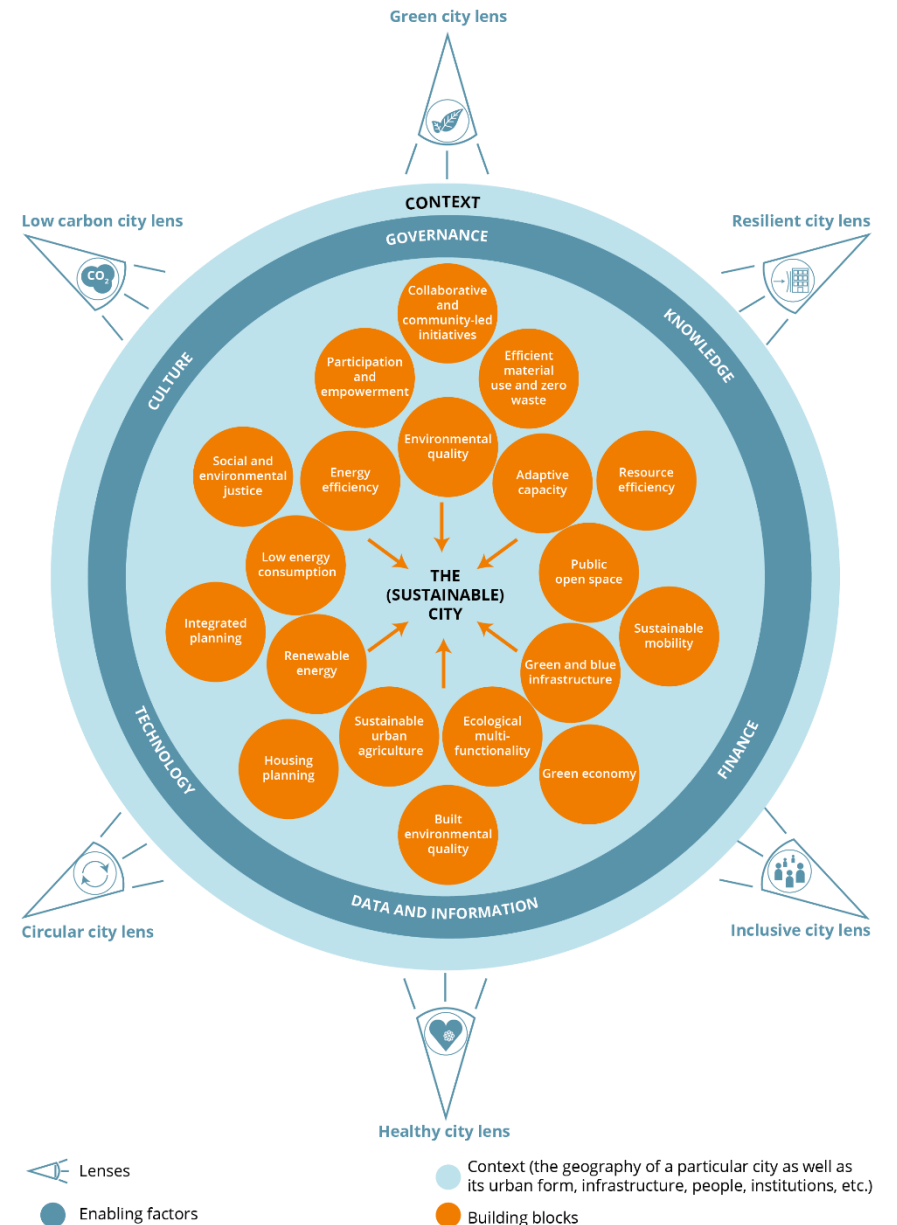 Green city lens
Low carbon city lens
Resilient city lens
CO2
CONTEXT
GOVERNANCE
CULTURE
KNOWLEDGE
Collaborative
and
community-led
initiatives
Participation
and
empowerment
Efficient
material
use and zero
waste
Environmental
quality
Social and
environmental
justice
Energy
efficiency
Adaptive
capacity
Resource
efficiency
Low energy
consumption
Public
open space
THE
(SUSTAINABLE)
CITY
Integrated
planning
Sustainable
mobility
Renewable
energy
Green and blue
infrastructure
Sustainable
urban
agriculture
Ecological
multi-
functionality
Housing
planning
Green economy
Built
environmental
quality
TECHNOLOGY
FINANCE
DATA AND INFORMATION
Circular city lens
Inclusive city lens
Healthy city lens
Lenses
Context (the geography of a particular city as well as
its urban form, infrastructure, people, institutions, etc.)
Enabling factors
Building blocks